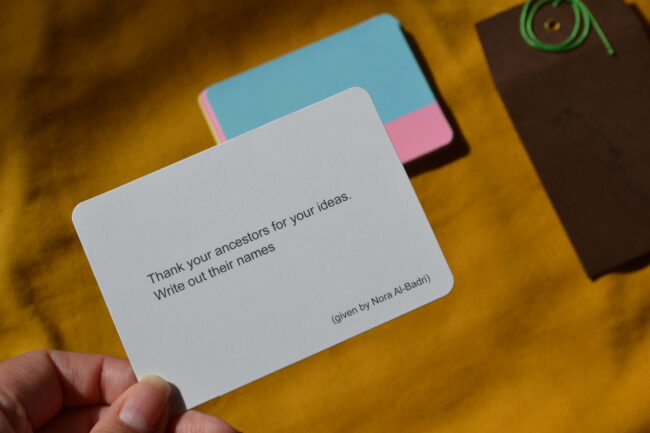 Thank your ancestors for your ideas.
Write out their names
(given by Nora Al-Badri)